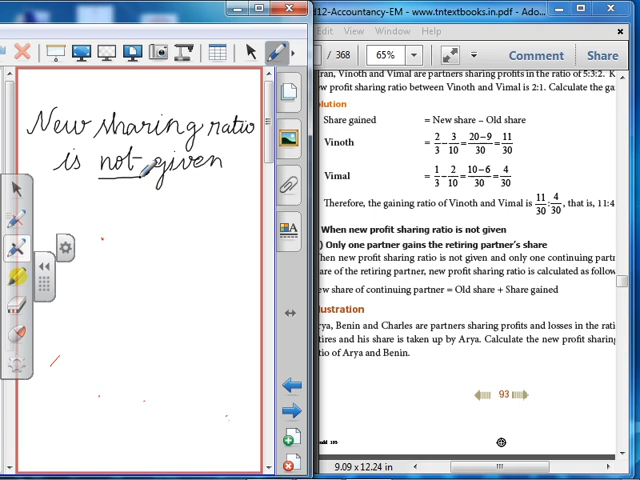 New sharing ratio
is not given
d12-Accountancy-EM - www.tntextbooks.in.pdf - Ado...
View Window Help
/ 368 65% Comment Share
ran, Vinoth and Vimal are partners sharing profits in the ratio of 5:3:2. K
ew profit sharing ratio between Vinoth and Vimal is 2:1. Calculate the ga
olution
Share gained = New share – Old share
Vinoth = 2/3 - 3/10 = 20−9/30 = 11/30
Vimal = 1/3 - 2/10 = 10−6/30 = 4/30
Therefore, the gaining ratio of Vinoth and Vimal is 11/30 : 4/30, that is, 11:4
When new profit sharing ratio is not given
) Only one partner gains the retiring partner's share
hen new profit sharing ratio is not given and only one continuing partn
are of the retiring partner, new profit sharing ratio is calculated as follow
ew share of continuing partner = Old share + Share gained
lustration
rya, Benin and Charles are partners sharing profits and losses in the rati
tires and his share is taken up by Arya. Calculate the new profit sharing
tio of Arya and Benin.
93
9.09 x 12.24 in